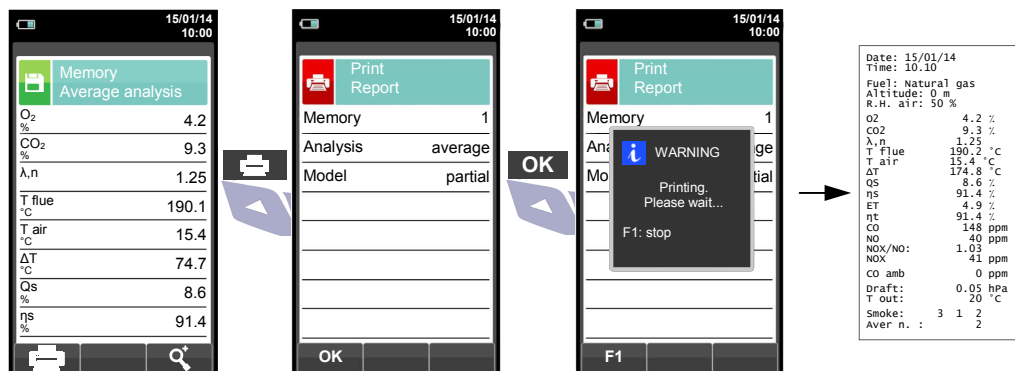 15/01/14
10:00
Memory
Average analysis
O2
% 4.2
CO2
% 9.3
λ,n 1.25
T flue
°C 190.1
T air
°C 15.4
ΔT
°C 74.7
Qs
% 8.6
ηs
% 91.4
15/01/14
10:00
Print
Report
Memory 1
Analysis average
Model partial
OK
OK
15/01/14
10:00
Print
Report
Memory 1
Ana ge
Mo tial
i WARNING
Printing.
Please wait...
F1: stop
F1
Date: 15/01/14
Time: 10.10
Fuel: Natural gas
Altitude: 0 m
R.H. air: 50 %
O2 4.2 %
CO2 9.3 %
λ,n 1.25
T flue 190.2 °C
T air 15.4 °C
ΔT 174.8 °C
QS 8.6 %
ηs 91.4 %
ET 4.9 %
ηt 91.4 %
CO 148 ppm
NO 40 ppm
NOX/NO: 1.03
NOX 41 ppm
CO amb 0 ppm
Draft: 0.05 hPa
T out: 20 °C
Smoke: 3 1 2
Aver n. : 2